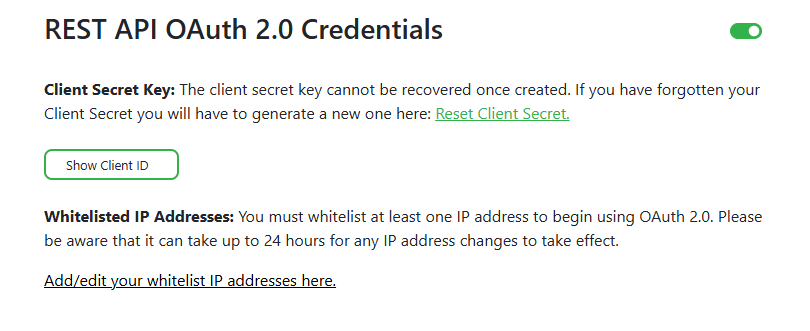 REST API OAuth 2.0 Credentials
Client Secret Key: The client secret key cannot be recovered once created. If you have forgotten your
Client Secret you will have to generate a new one here: Reset Client Secret.
Show Client ID
Whitelisted IP Addresses: You must whitelist at least one IP address to begin using OAuth 2.0. Please
be aware that it can take up to 24 hours for any IP address changes to take effect.
Add/edit your whitelist IP addresses here.